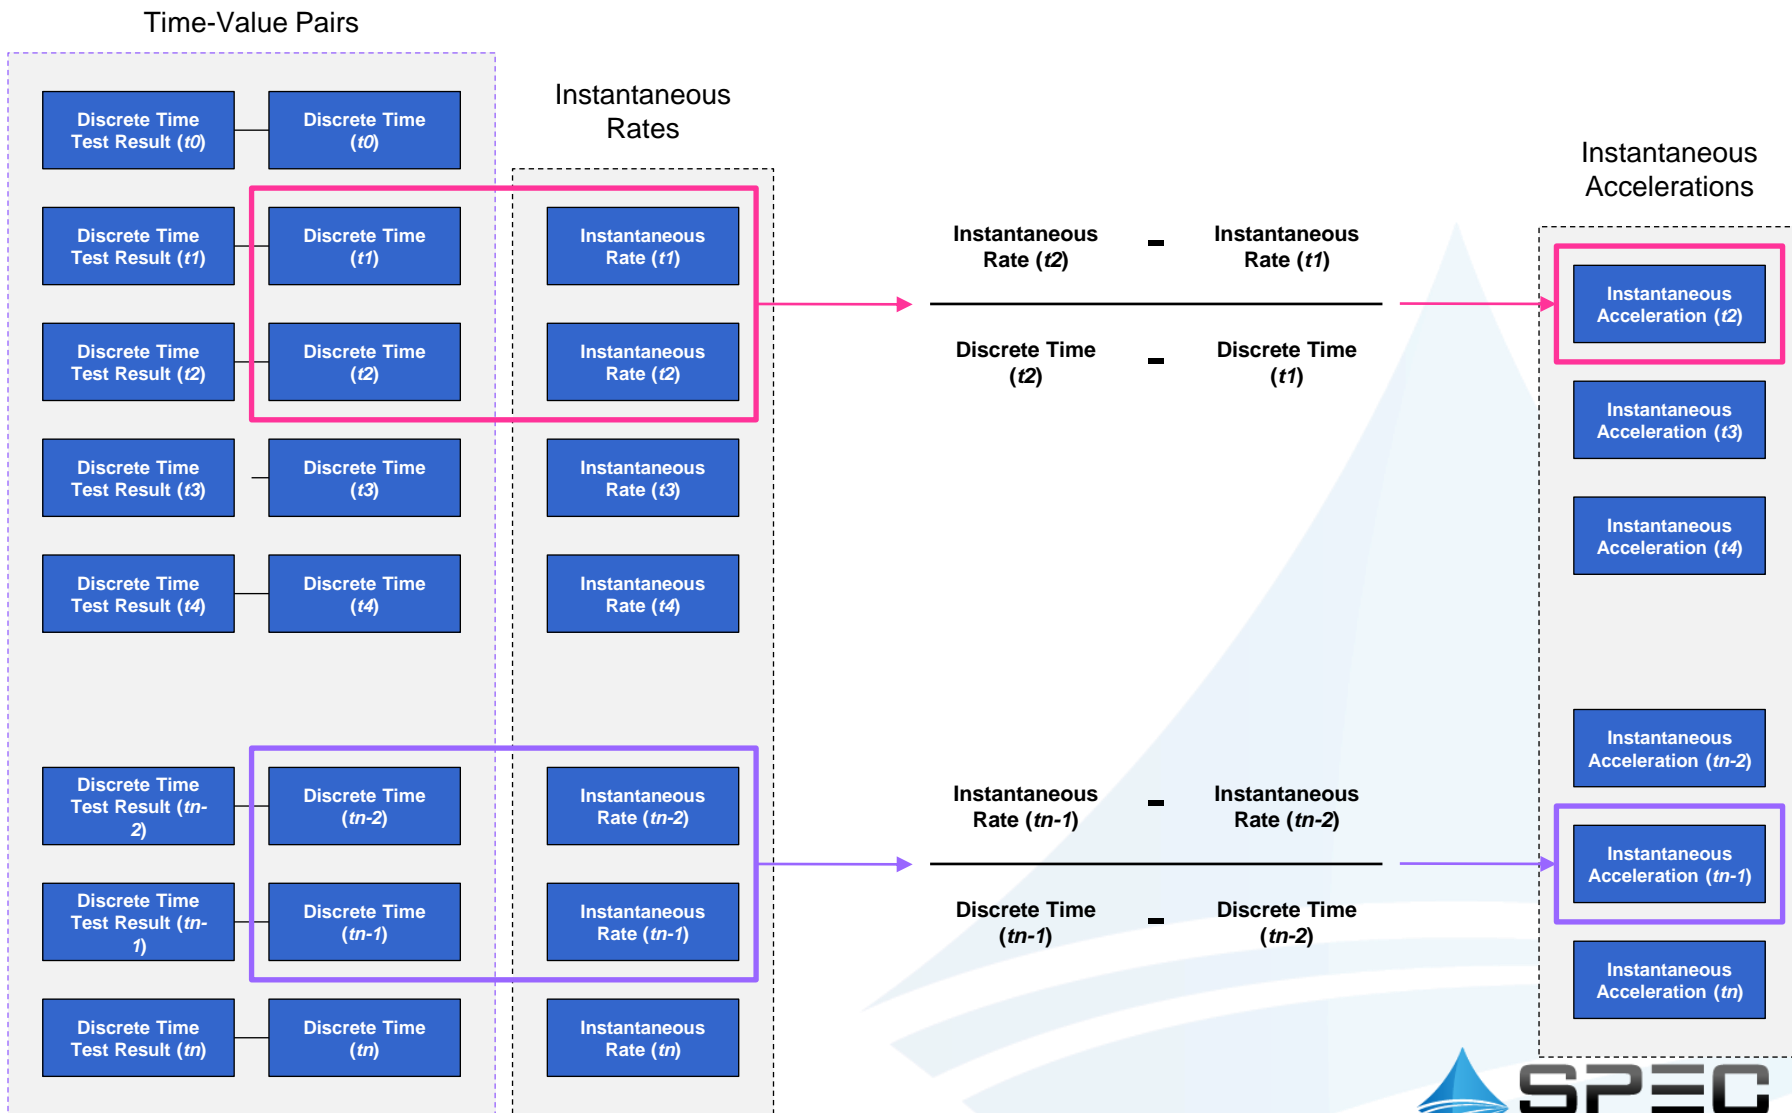 Time-Value Pairs
Instantaneous
Rates
Instantaneous
Accelerations
Discrete Time
Test Result (t0)
Discrete Time
(t0)
Discrete Time
Test Result (t1)
Discrete Time
(t1)
Instantaneous
Rate (t1)
Discrete Time
Test Result (t2)
Discrete Time
(t2)
Instantaneous
Rate (t2)
Discrete Time
Test Result (t3)
Discrete Time
(t3)
Instantaneous
Rate (t3)
Discrete Time
Test Result (t4)
Discrete Time
(t4)
Instantaneous
Rate (t4)
Discrete Time
Test Result (tn-
2)
Discrete Time
(tn-2)
Instantaneous
Rate (tn-2)
Discrete Time
Test Result (tn-
1)
Discrete Time
(tn-1)
Instantaneous
Rate (tn-1)
Discrete Time
Test Result (tn)
Discrete Time
(tn)
Instantaneous
Rate (tn)
Instantaneous
Rate (t2)
-
Instantaneous
Rate (t1)
Discrete Time
(t2)
-
Discrete Time
(t1)
Instantaneous
Rate (tn-1)
-
Instantaneous
Rate (tn-2)
Discrete Time
(tn-1)
-
Discrete Time
(tn-2)
Instantaneous
Acceleration (t2)
Instantaneous
Acceleration (t3)
Instantaneous
Acceleration (t4)
Instantaneous
Acceleration (tn-2)
Instantaneous
Acceleration (tn-1)
Instantaneous
Acceleration (tn)
SPEC